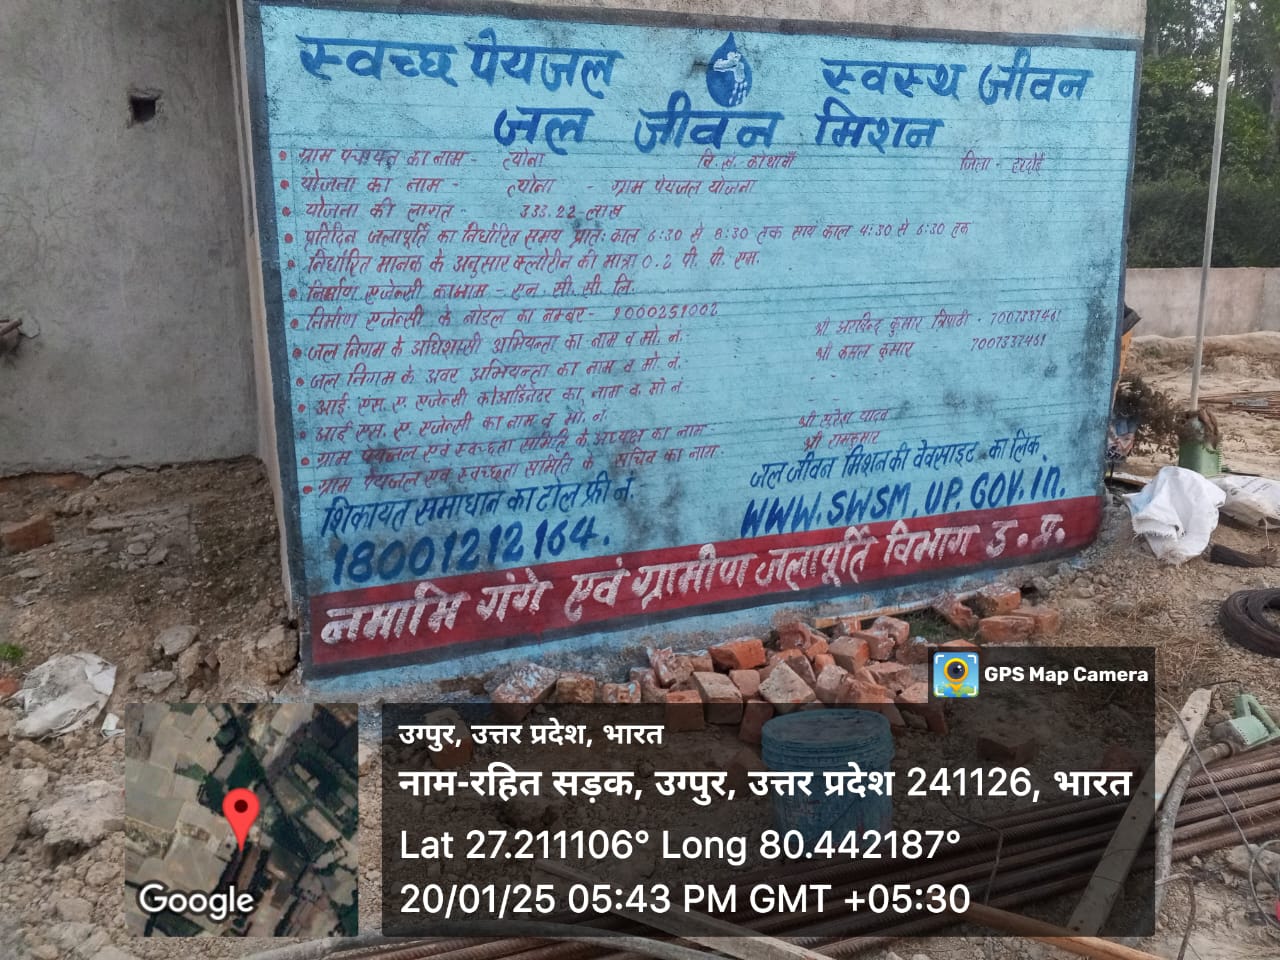 स्वच्छ पेयजल स्वस्थ जीवन
जल जीवन मिशन
• ग्राम पंचायत का नाम - त्योना वि. ख. - कोथावाँ जिला - हरदोई
• योजना का नाम - त्योना - ग्राम पेयजल योजना
• योजना की लागत - 333.22 लाख
• प्रतिदिन जलापूर्ति का निर्धारित समय प्रातः काल 6:30 से 8:30 तक साय काल 4:30 से 6:30 तक
• निर्धारित मानक के अनुसार क्लोरीन की मात्रा 0.2 पी. पी. एम.
• निर्माण एजेन्सी का नाम - एन. सी. सी. लि.
• निर्माण एजेन्सी के नोडल का नम्बर-
• जल निगम के अधिशासी अभियन्ता का नाम व मो. नं. श्री अरविन्द कुमार त्रिपाठी -
• जल निगम के अवर अभियन्ता का नाम व मो. नं. श्री कमल कुमार
• आई. एस. ए. एजेन्सी कोआर्डिनेटर का नाम व मो नं
• आई एस. ए. एजेन्सी का नाम व मो. नं
• ग्राम पेयजल एवं स्वच्छता समिति के अध्यक्ष का नाम - श्री सुरेश यादव
• ग्राम पेयजल एवं स्वच्छता समिति के सचिव का नाम. श्री रामकुमार
शिकायत समाधान का टोल फ्री नं.
18001212164.
जल जीवन मिशन की वेवसाइट का लिंक
WWW.SWSM.UP.GOV.in.
नमामि गंगे एवं ग्रामीण जलापूर्ति विभाग उ. प्र.
GPS Map Camera
उग्पुर, उत्तर प्रदेश, भारत
नाम-रहित सड़क, उग्पुर, उत्तर प्रदेश 241126, भारत
Lat 27.211106° Long 80.442187°
20/01/25 05:43 PM GMT +05:30
Google